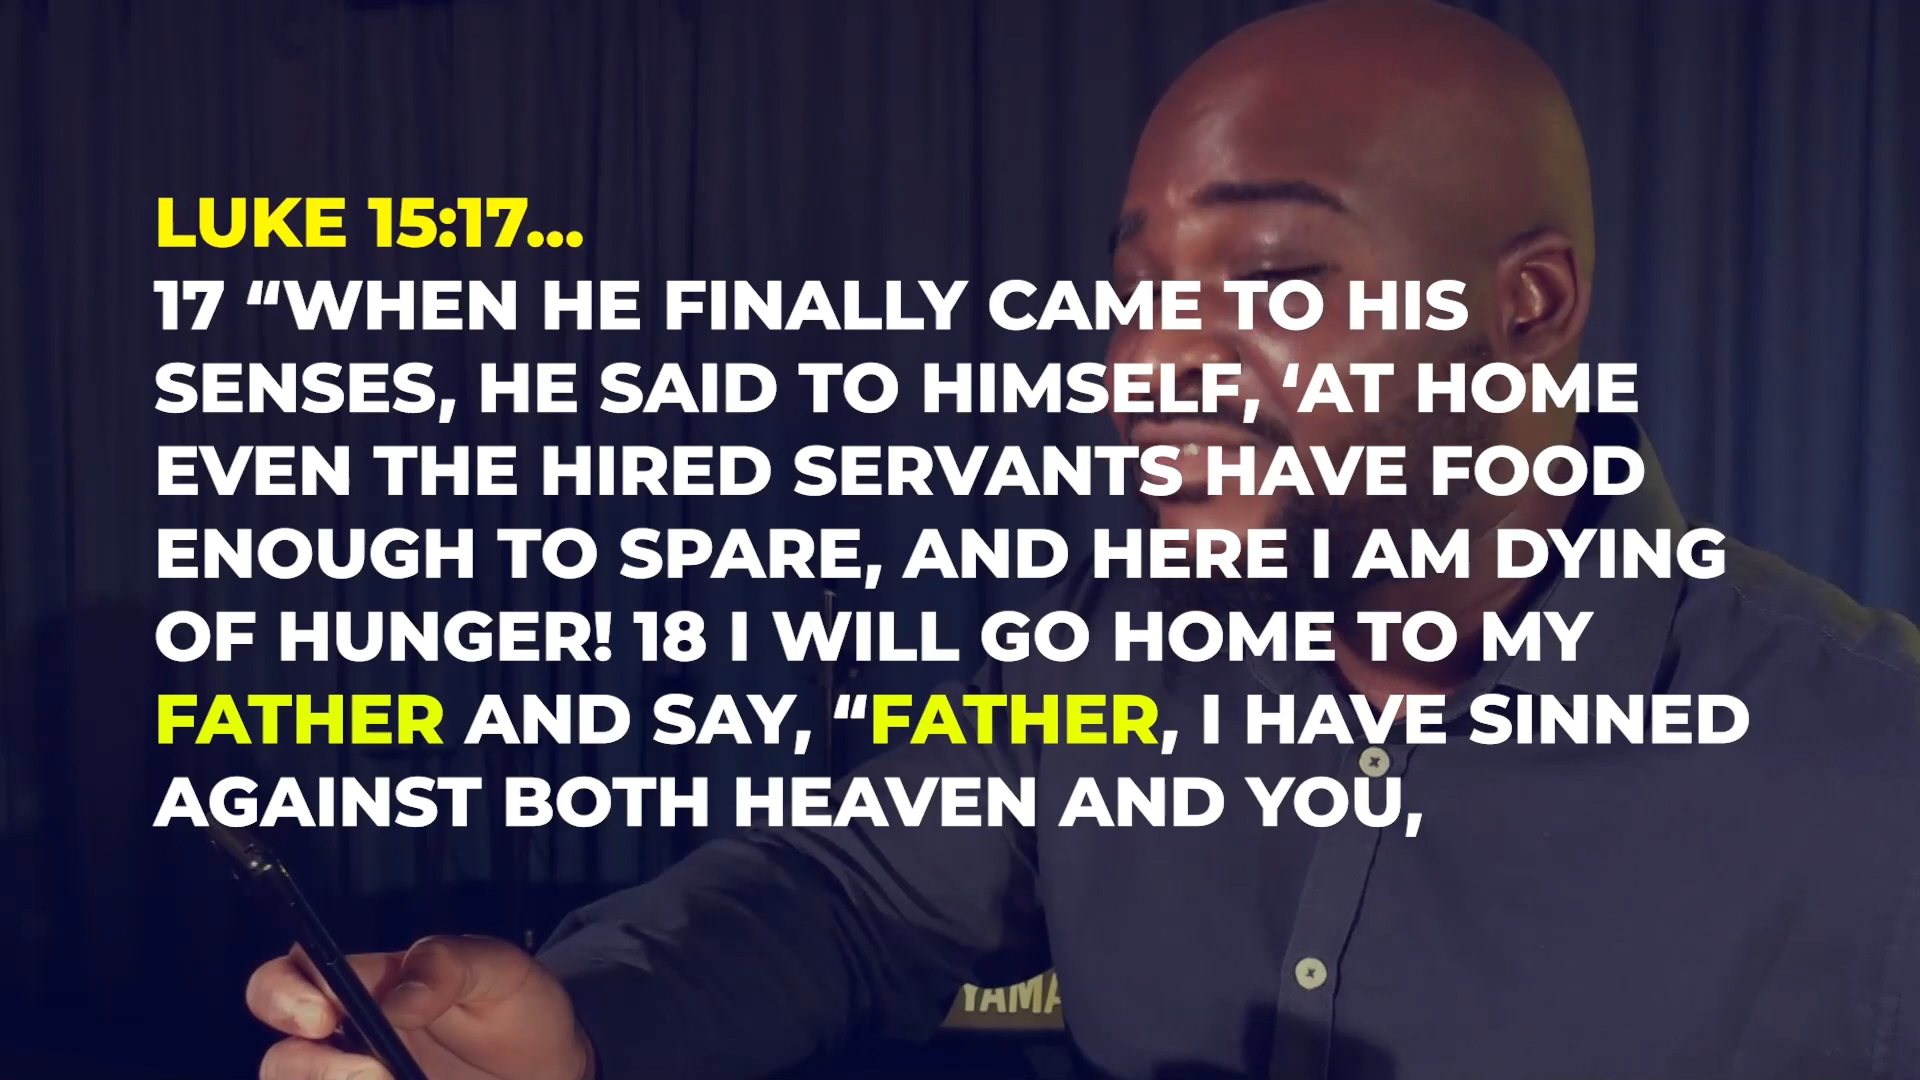 LUKE 15:17...
17 “WHEN HE FINALLY CAME TO HIS
SENSES, HE SAID TO HIMSELF, ‘AT HOME
EVEN THE HIRED SERVANTS HAVE FOOD
ENOUGH TO SPARE, AND HERE I AM DYING
OF HUNGER! 18 I WILL GO HOME TO MY
FATHER AND SAY, “FATHER, I HAVE SINNED
AGAINST BOTH HEAVEN AND YOU,